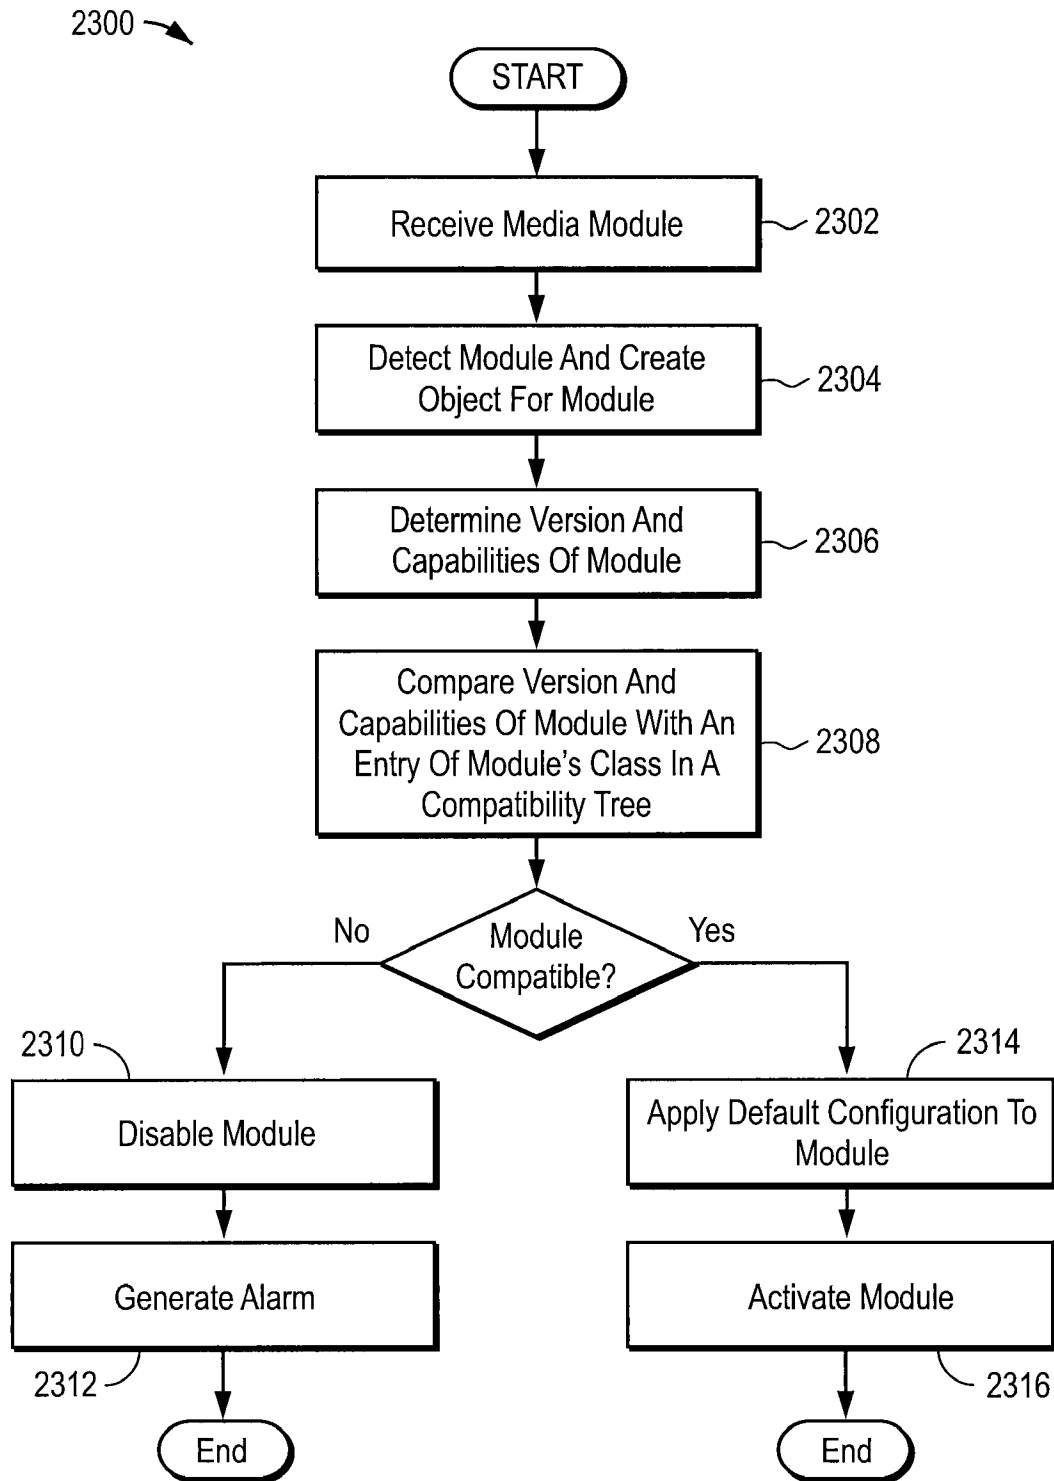 2300
START
Receive Media Module
2302
Detect Module And Create
Object For Module
2304
Determine Version And
Capabilities Of Module
2306
Compare Version And
Capabilities Of Module With An
Entry Of Module's Class In A
Compatibility Tree
2308
No
Module
Compatible?
Yes
2310
Disable Module
2314
Apply Default Configuration To
Module
Generate Alarm
2312
Activate Module
2316
End
End